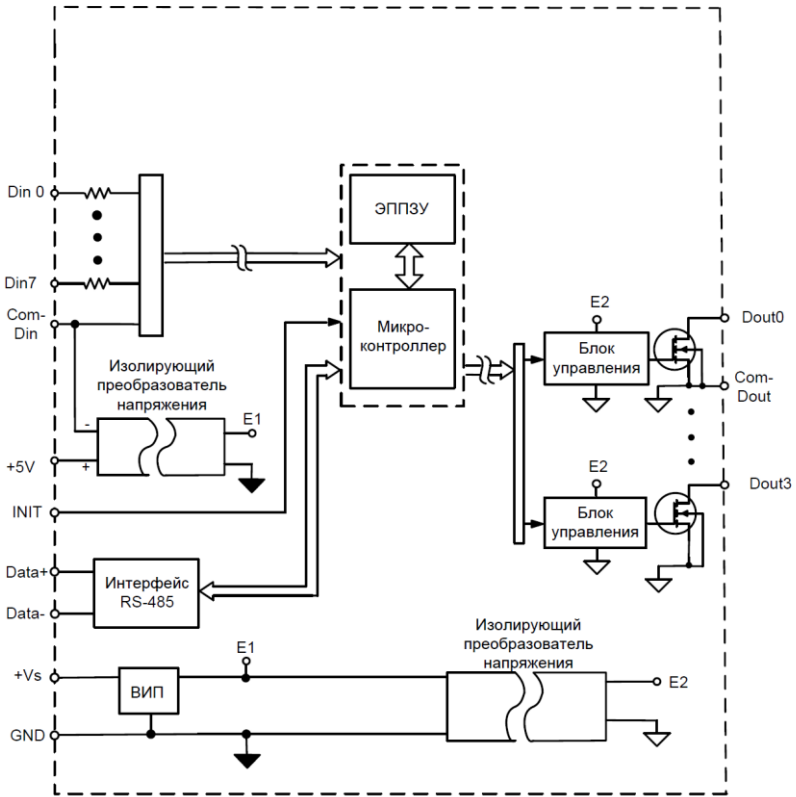 Din 0
Din7
Com-
Din
ЭППЗУ
Микро-
контроллер
E2
Блок
управления
Dout0
Com-
Dout
Изолирующий
преобразователь
напряжения
-
+
E1
+5V
INIT
E2
Блок
управления
Dout3
Data+
Data-
Интерфейс
RS-485
+Vs
GND
ВИП
E1
Изолирующий
преобразователь
напряжения
E2